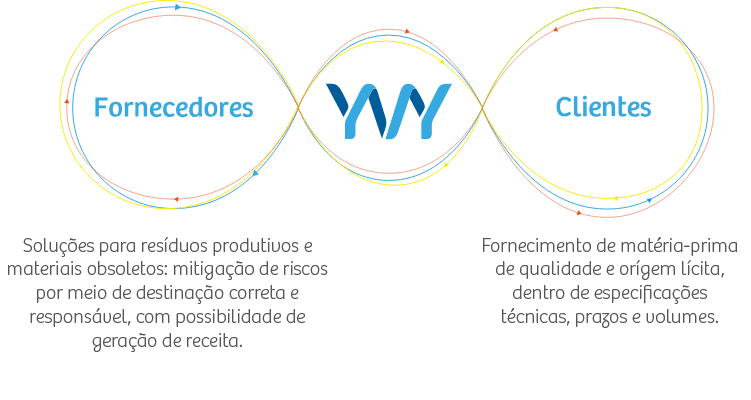 Fornecedores
YVY
Clientes
Soluções para resíduos produtivos e
materiais obsoletos: mitigação de riscos
por meio de destinação correta e
responsável, com possibilidade de
geração de receita.
Fornecimento de matéria-prima
de qualidade e orígem lícita,
dentro de especificações
técnicas, prazos e volumes.